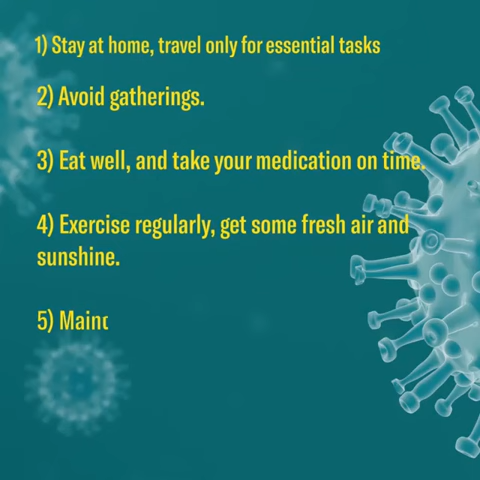 1) Stay at home, travel only for essential tasks
2) Avoid gatherings.
3) Eat well, and take your medication on time.
4) Exercise regularly, get some fresh air and
sunshine.
5)